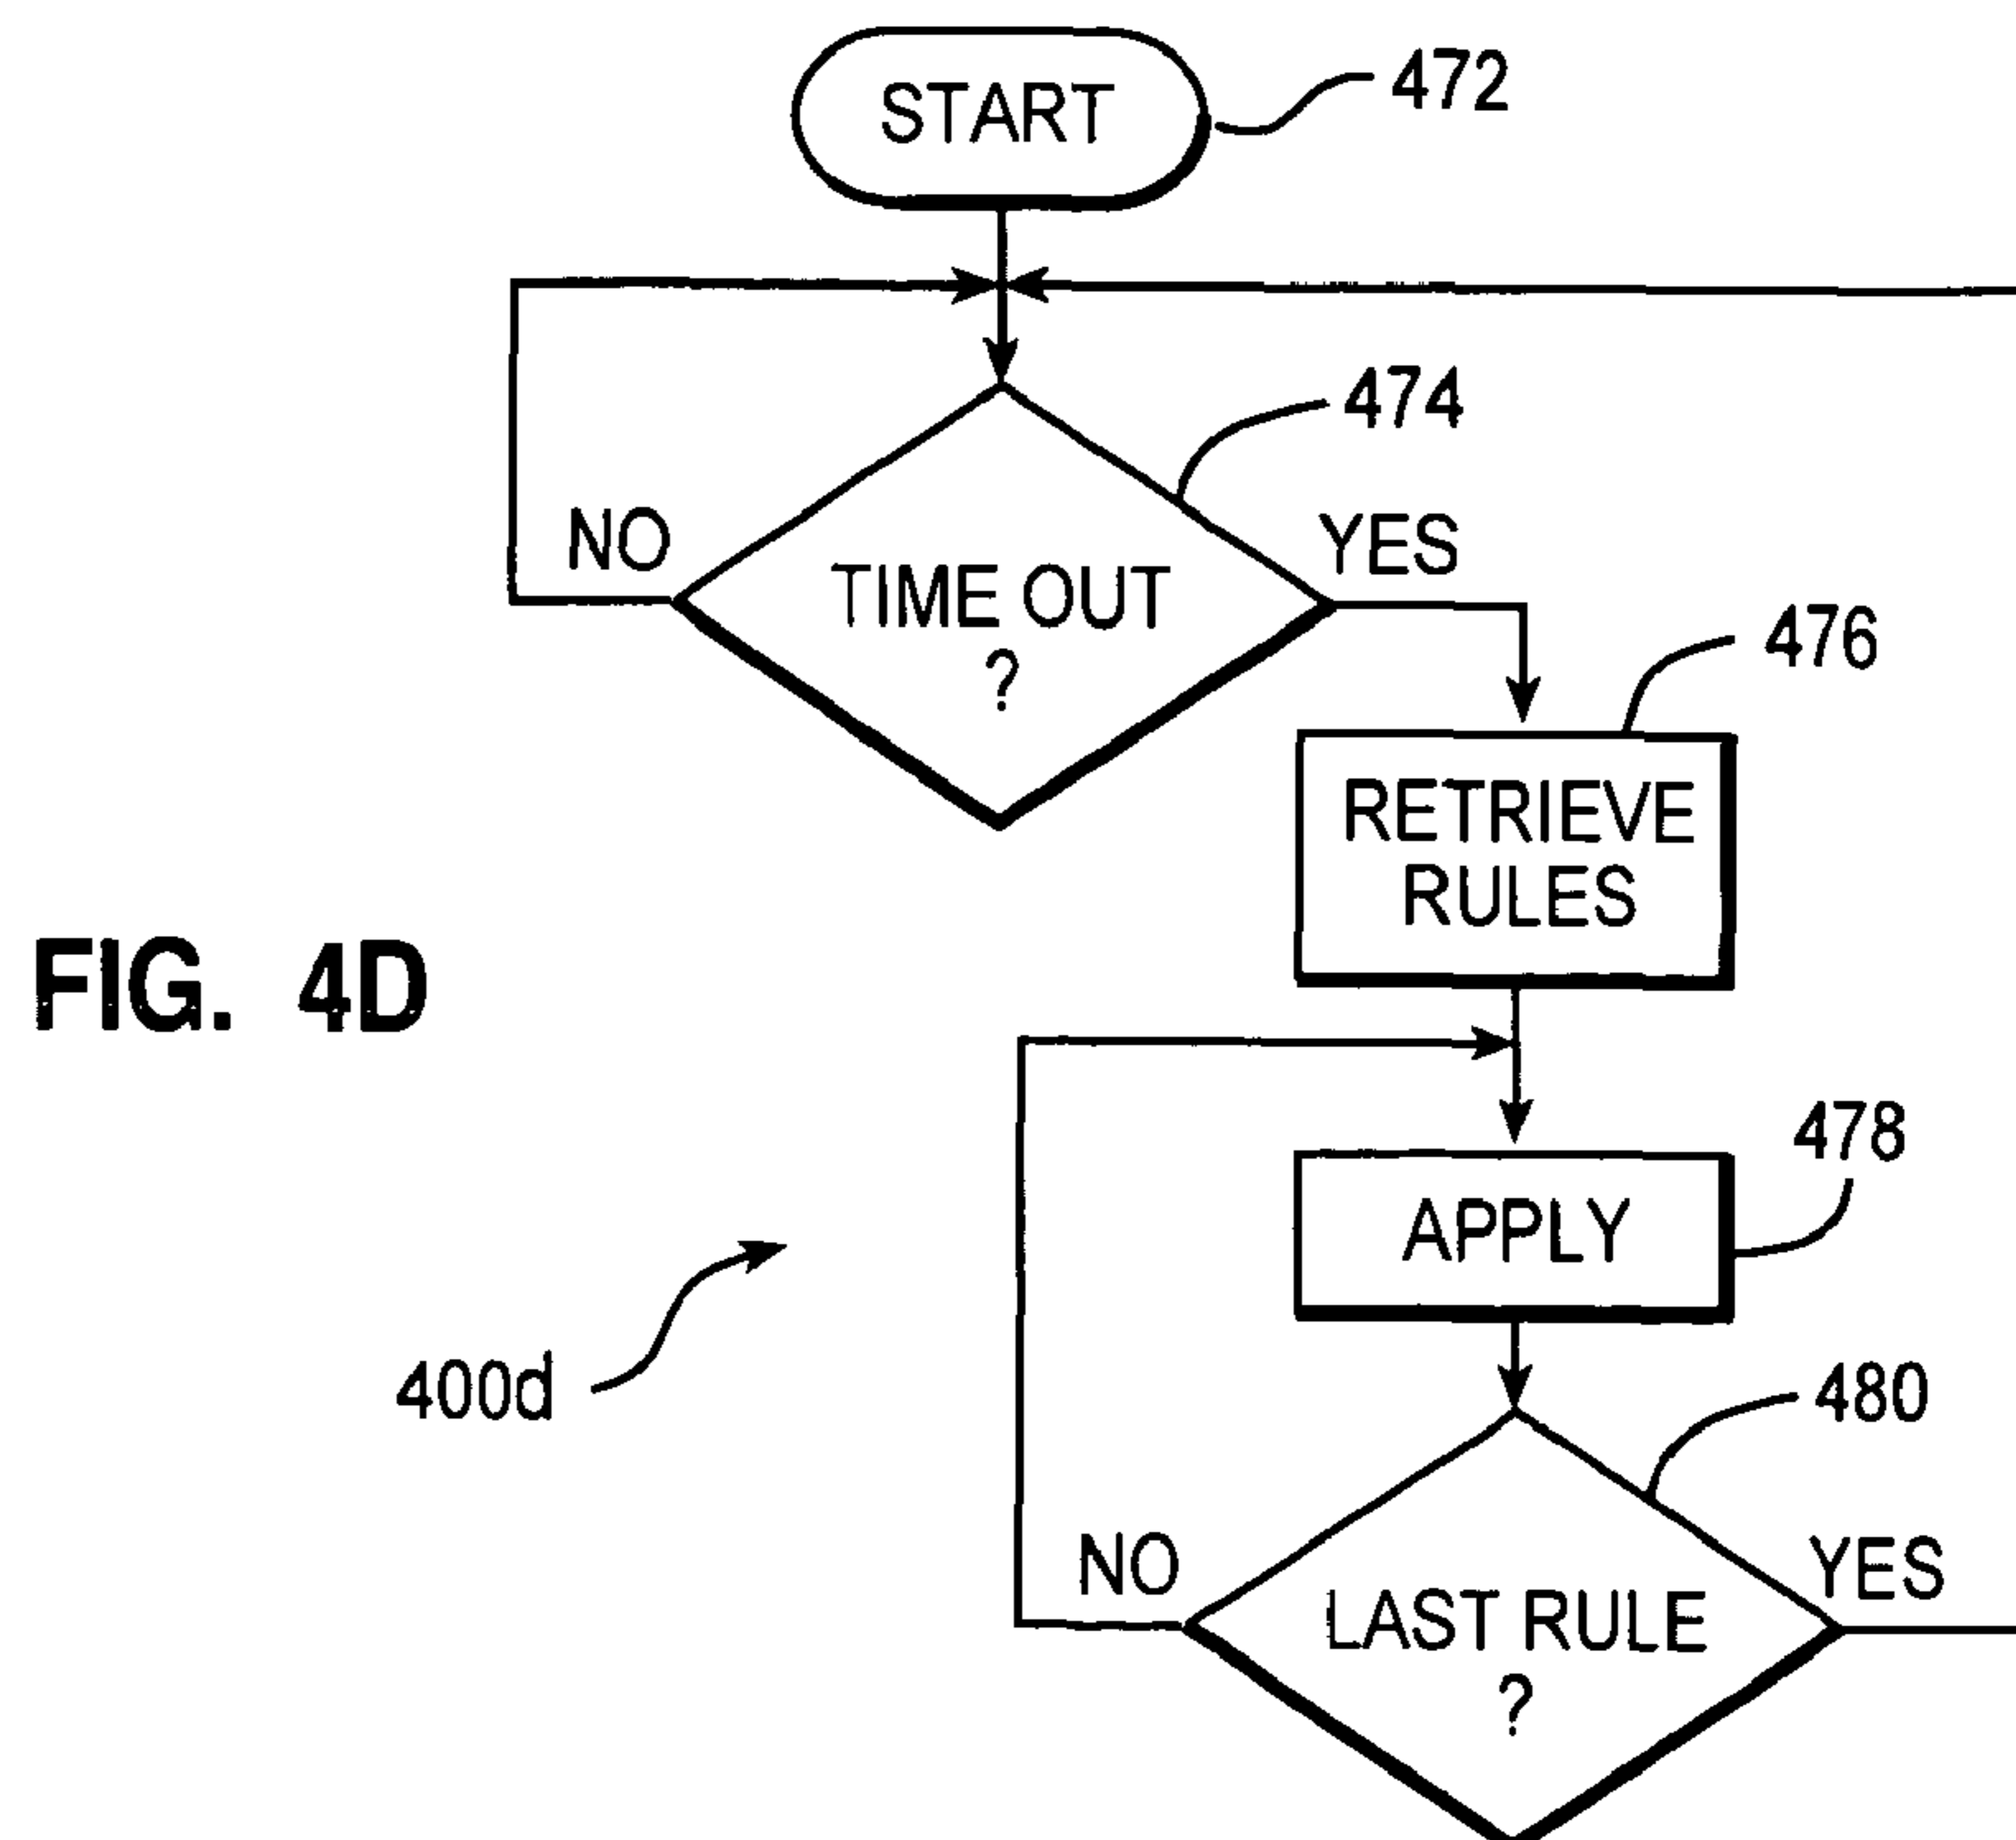 START
472
474
NO
YES
TIME OUT
?
476
RETRIEVE
RULES
FIG. 4D
478
APPLY
400d
480
NO
YES
LAST RULE
?